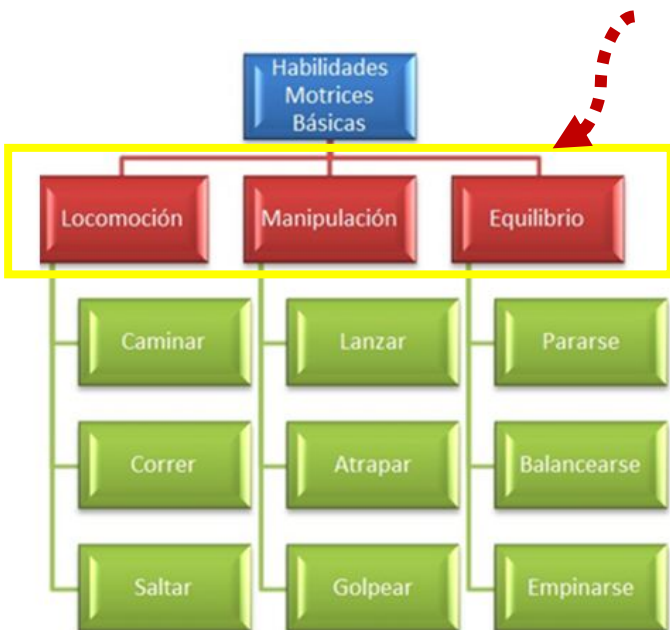 Habilidades
Motrices
Básicas
Locomoción
Manipulación
Equilibrio
Caminar
Lanzar
Pararse
Correr
Atrapar
Balancearse
Saltar
Golpear
Empinarse